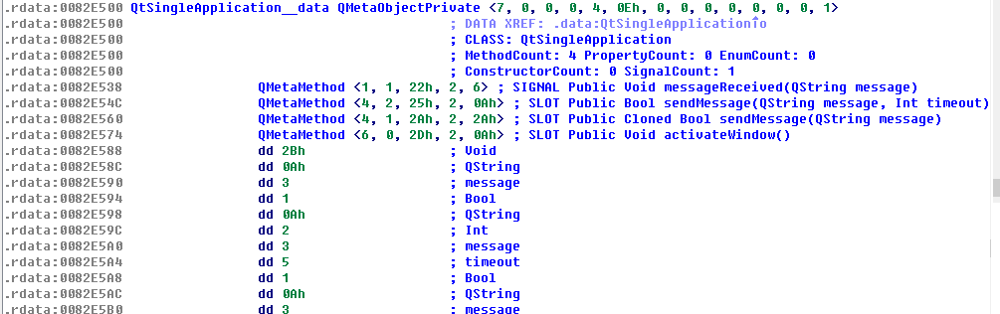 .rdata:0082E500 QtSingleApplication__data QMetaObjectPrivate <7, 0, 0, 0, 4, 0Eh, 0, 0, 0, 0, 0, 0, 0, 1>
.rdata:0082E500 ; DATA XREF: .data:QtSingleApplication↑o
.rdata:0082E500 ; CLASS: QtSingleApplication
.rdata:0082E500 ; MethodCount: 4 PropertyCount: 0 EnumCount: 0
.rdata:0082E500 ; ConstructorCount: 0 SignalCount: 1
.rdata:0082E538 QMetaMethod <1, 1, 22h, 2, 6> ; SIGNAL Public Void messageReceived(QString message)
.rdata:0082E54C QMetaMethod <4, 2, 25h, 2, 0Ah> ; SLOT Public Bool sendMessage(QString message, Int timeout)
.rdata:0082E560 QMetaMethod <4, 1, 2Ah, 2, 2Ah> ; SLOT Public Cloned Bool sendMessage(QString message)
.rdata:0082E574 QMetaMethod <6, 0, 2Dh, 2, 0Ah> ; SLOT Public Void activateWindow()
.rdata:0082E588 dd 2Bh ; Void
.rdata:0082E58C dd 0Ah ; QString
.rdata:0082E590 dd 3 ; message
.rdata:0082E594 dd 1 ; Bool
.rdata:0082E598 dd 0Ah ; QString
.rdata:0082E59C dd 2 ; Int
.rdata:0082E5A0 dd 3 ; message
.rdata:0082E5A4 dd 5 ; timeout
.rdata:0082E5A8 dd 1 ; Bool
.rdata:0082E5AC dd 0Ah ; QString
.rdata:0082E5B0 dd 3 ; message